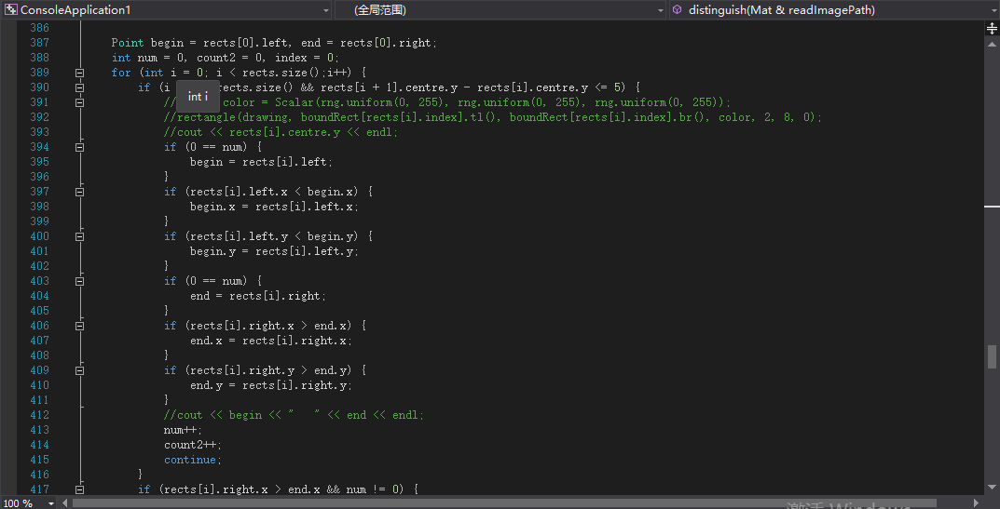 ConsoleApplication1 (全局范围) distinguish(Mat & readImagePath)
386
387 Point begin = rects[0].left, end = rects[0].right;
388 int num = 0, count2 = 0, index = 0;
389 for (int i = 0; i < rects.size();i++) {
390 if (i rects.size() && rects[i + 1].centre.y - rects[i].centre.y <= 5) {
int i
391 // color = Scalar(rng.uniform(0, 255), rng.uniform(0, 255), rng.uniform(0, 255));
392 //rectangle(drawing, boundRect[rects[i].index].tl(), boundRect[rects[i].index].br(), color, 2, 8, 0);
393 //cout << rects[i].centre.y << endl;
394 if (0 == num) {
395 begin = rects[i].left;
396 }
397 if (rects[i].left.x < begin.x) {
398 begin.x = rects[i].left.x;
399 }
400 if (rects[i].left.y < begin.y) {
401 begin.y = rects[i].left.y;
402 }
403 if (0 == num) {
404 end = rects[i].right;
405 }
406 if (rects[i].right.x > end.x) {
407 end.x = rects[i].right.x;
408 }
409 if (rects[i].right.y > end.y) {
410 end.y = rects[i].right.y;
411 }
412 //cout << begin << "   " << end << endl;
413 num++;
414 count2++;
415 continue;
416 }
417 if (rects[i].right.x > end.x && num != 0) {
100 %
激活 Windows